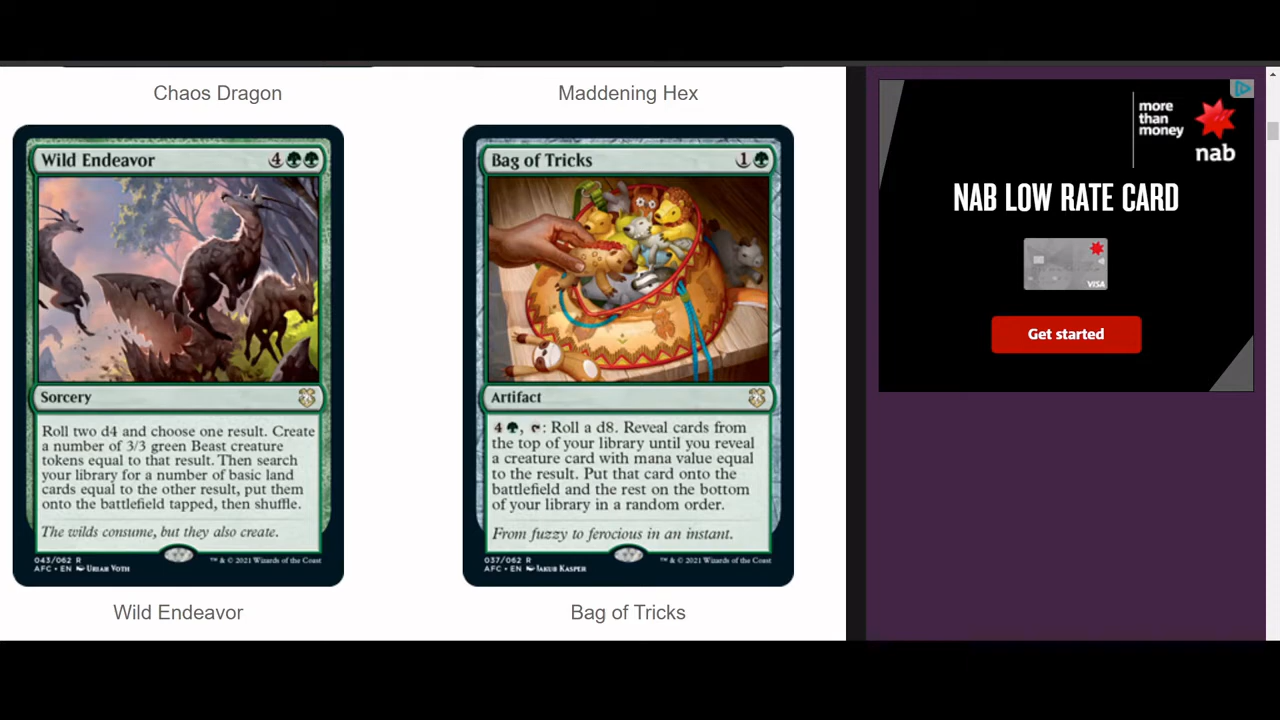 Chaos Dragon
Maddening Hex
Wild Endeavor 4
Sorcery
Roll two d4 and choose one result. Create
a number of 3/3 green Beast creature
tokens equal to that result. Then search
your library for a number of basic land
cards equal to the other result, put them
onto the battlefield tapped, then shuffle.
The wilds consume, but they also create.
043/062 R
AFC • EN Uriah Voth
™ & © 2021 Wizards of the Coast
Wild Endeavor
Bag of Tricks 1
Artifact
4 , : Roll a d8. Reveal cards from
the top of your library until you reveal
a creature card with mana value equal
to the result. Put that card onto the
battlefield and the rest on the bottom
of your library in a random order.
From fuzzy to ferocious in an instant.
037/062 R
AFC • EN Jakub Kasper
™ & © 2021 Wizards of the Coast
Bag of Tricks
more
than
money
nab
NAB LOW RATE CARD
VISA
Get started